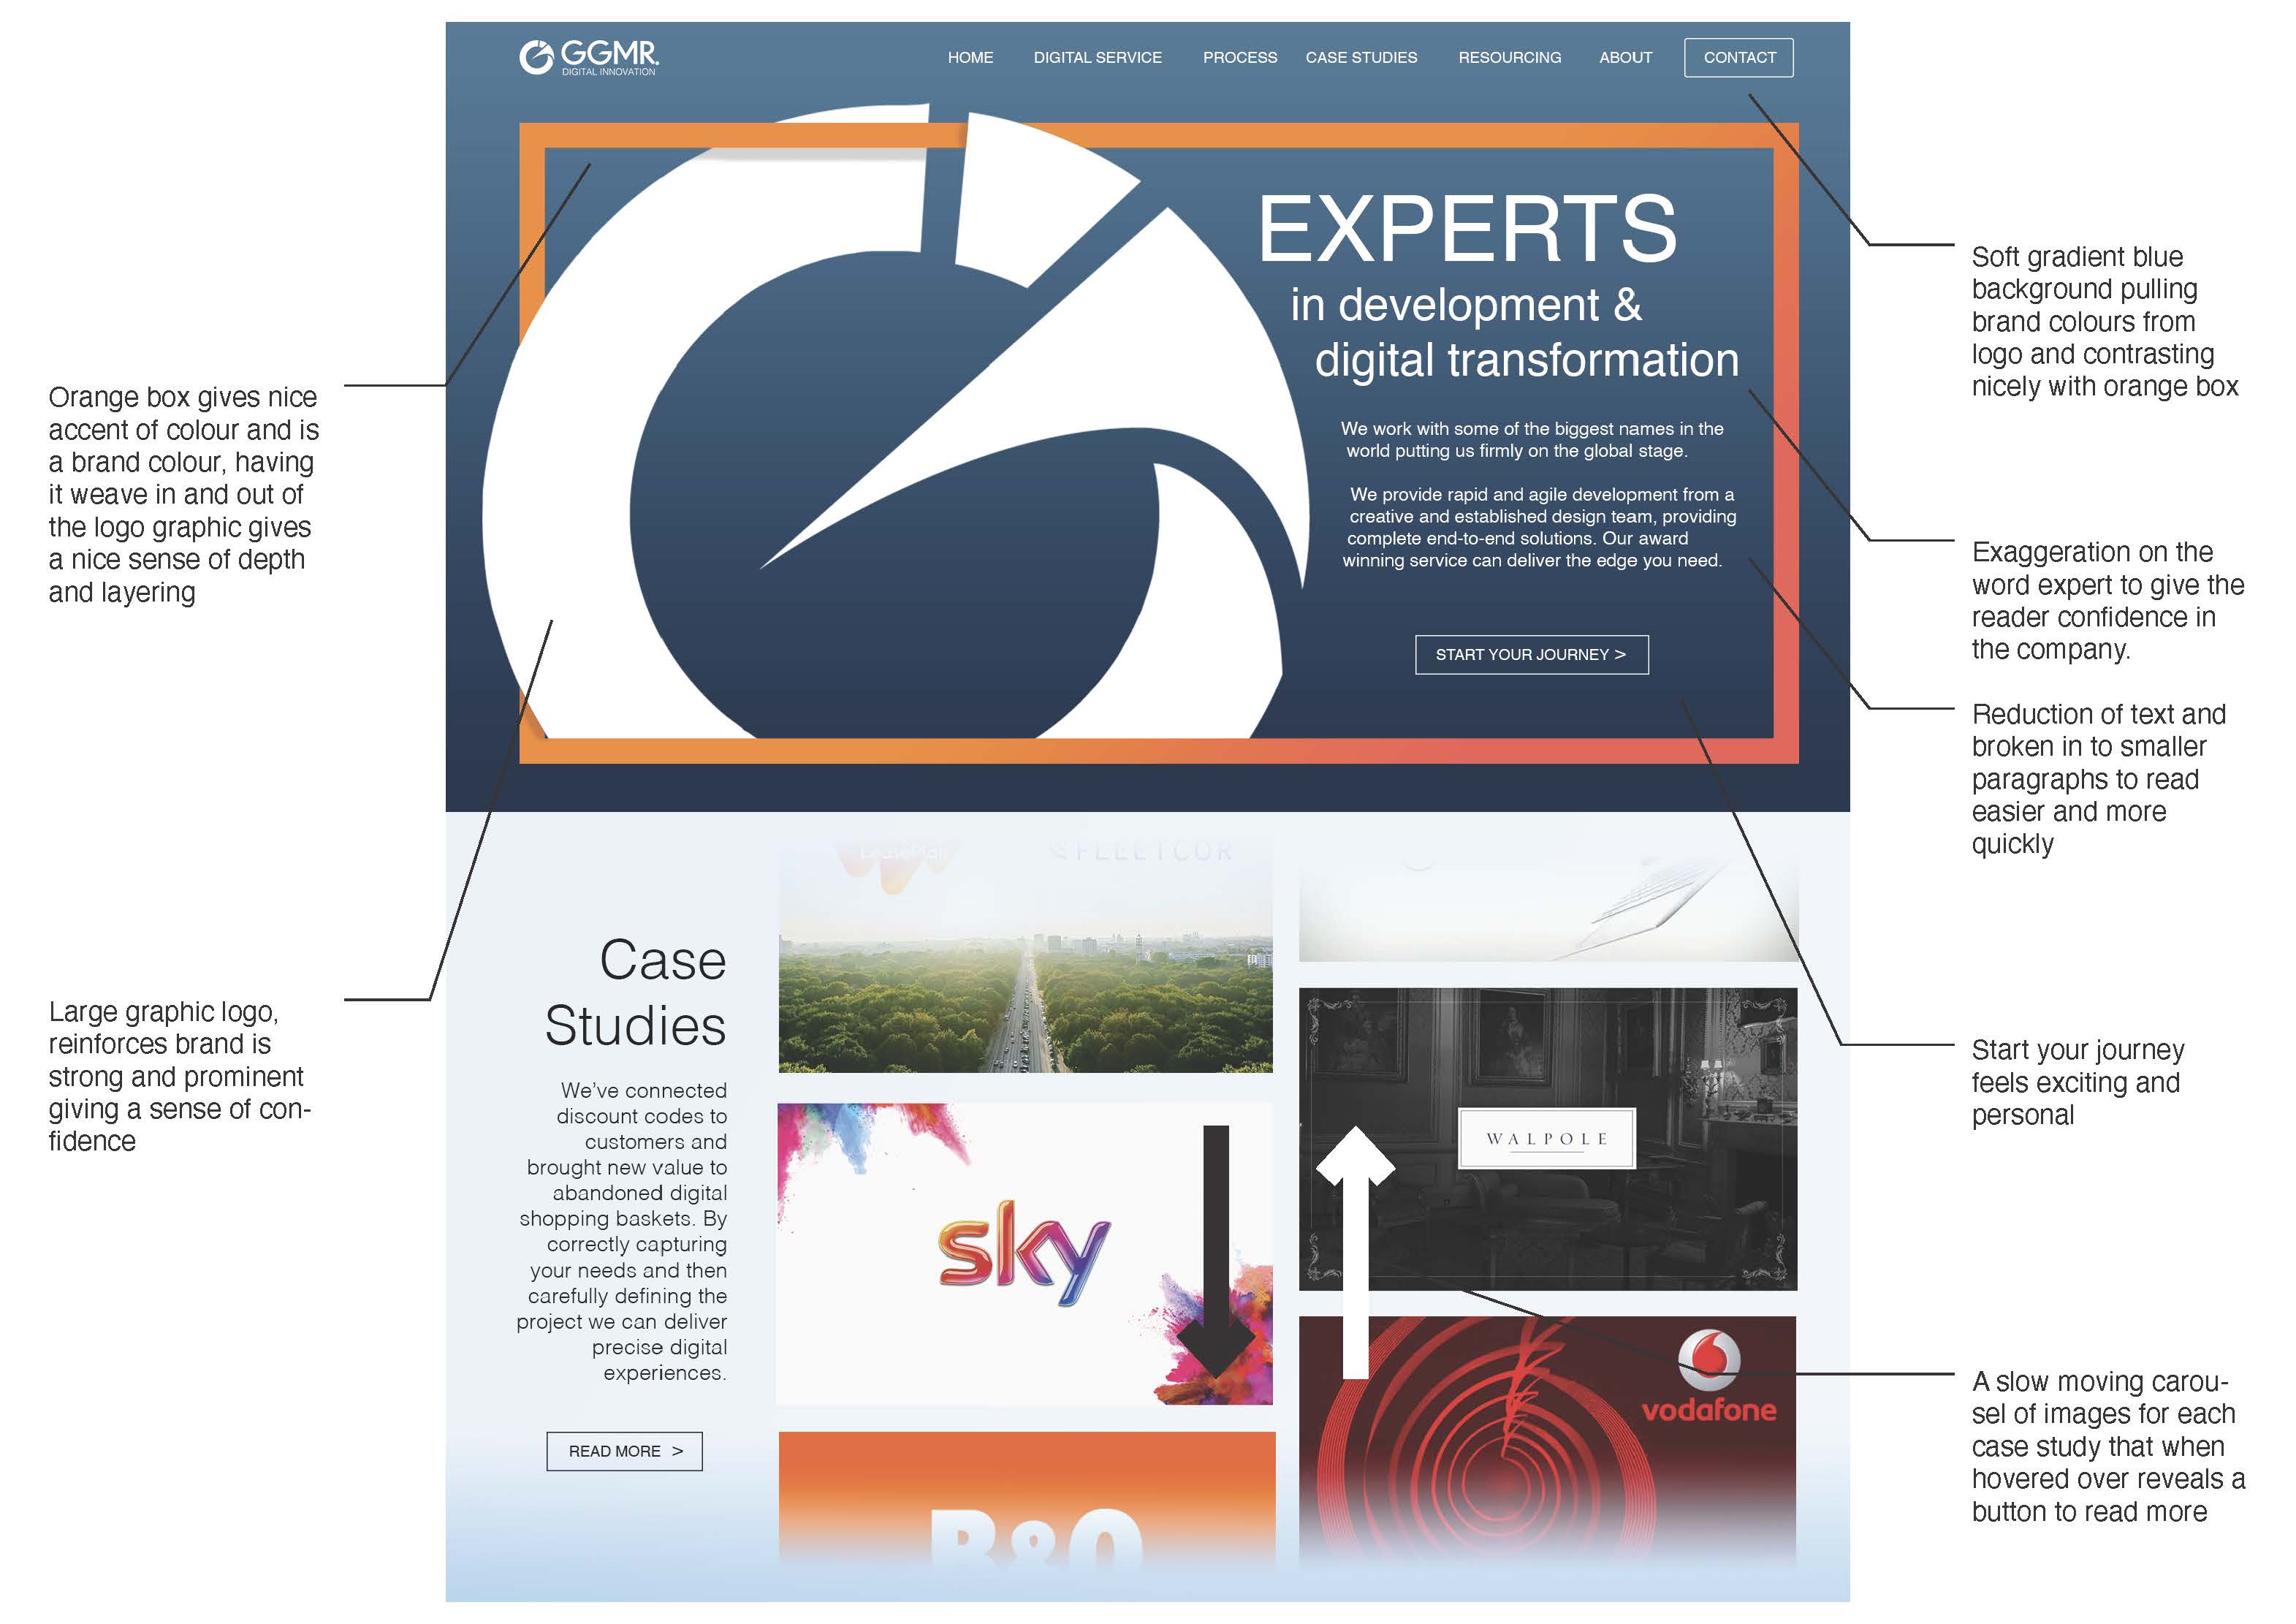 GGMR.
DIGITAL INNOVATION
HOME DIGITAL SERVICE PROCESS CASE STUDIES RESOURCING ABOUT CONTACT
EXPERTS
in development &
digital transformation
We work with some of the biggest names in the
world putting us firmly on the global stage.
We provide rapid and agile development from a
creative and established design team, providing
complete end-to-end solutions. Our award
winning service can deliver the edge you need.
START YOUR JOURNEY >
Orange box gives nice
accent of colour and is
a brand colour, having
it weave in and out of
the logo graphic gives
a nice sense of depth
and layering
Large graphic logo,
reinforces brand is
strong and prominent
giving a sense of con-
fidence
Soft gradient blue
background pulling
brand colours from
logo and contrasting
nicely with orange box
Exaggeration on the
word expert to give the
reader confidence in
the company.
Reduction of text and
broken in to smaller
paragraphs to read
easier and more
quickly
Start your journey
feels exciting and
personal
A slow moving carou-
sel of images for each
case study that when
hovered over reveals a
button to read more
Case
Studies
We've connected
discount codes to
customers and
brought new value to
abandoned digital
shopping baskets. By
correctly capturing
your needs and then
carefully defining the
project we can deliver
precise digital
experiences.
READ MORE >
FLEETCOR
sky
B&Q
WALPOLE
vodafone